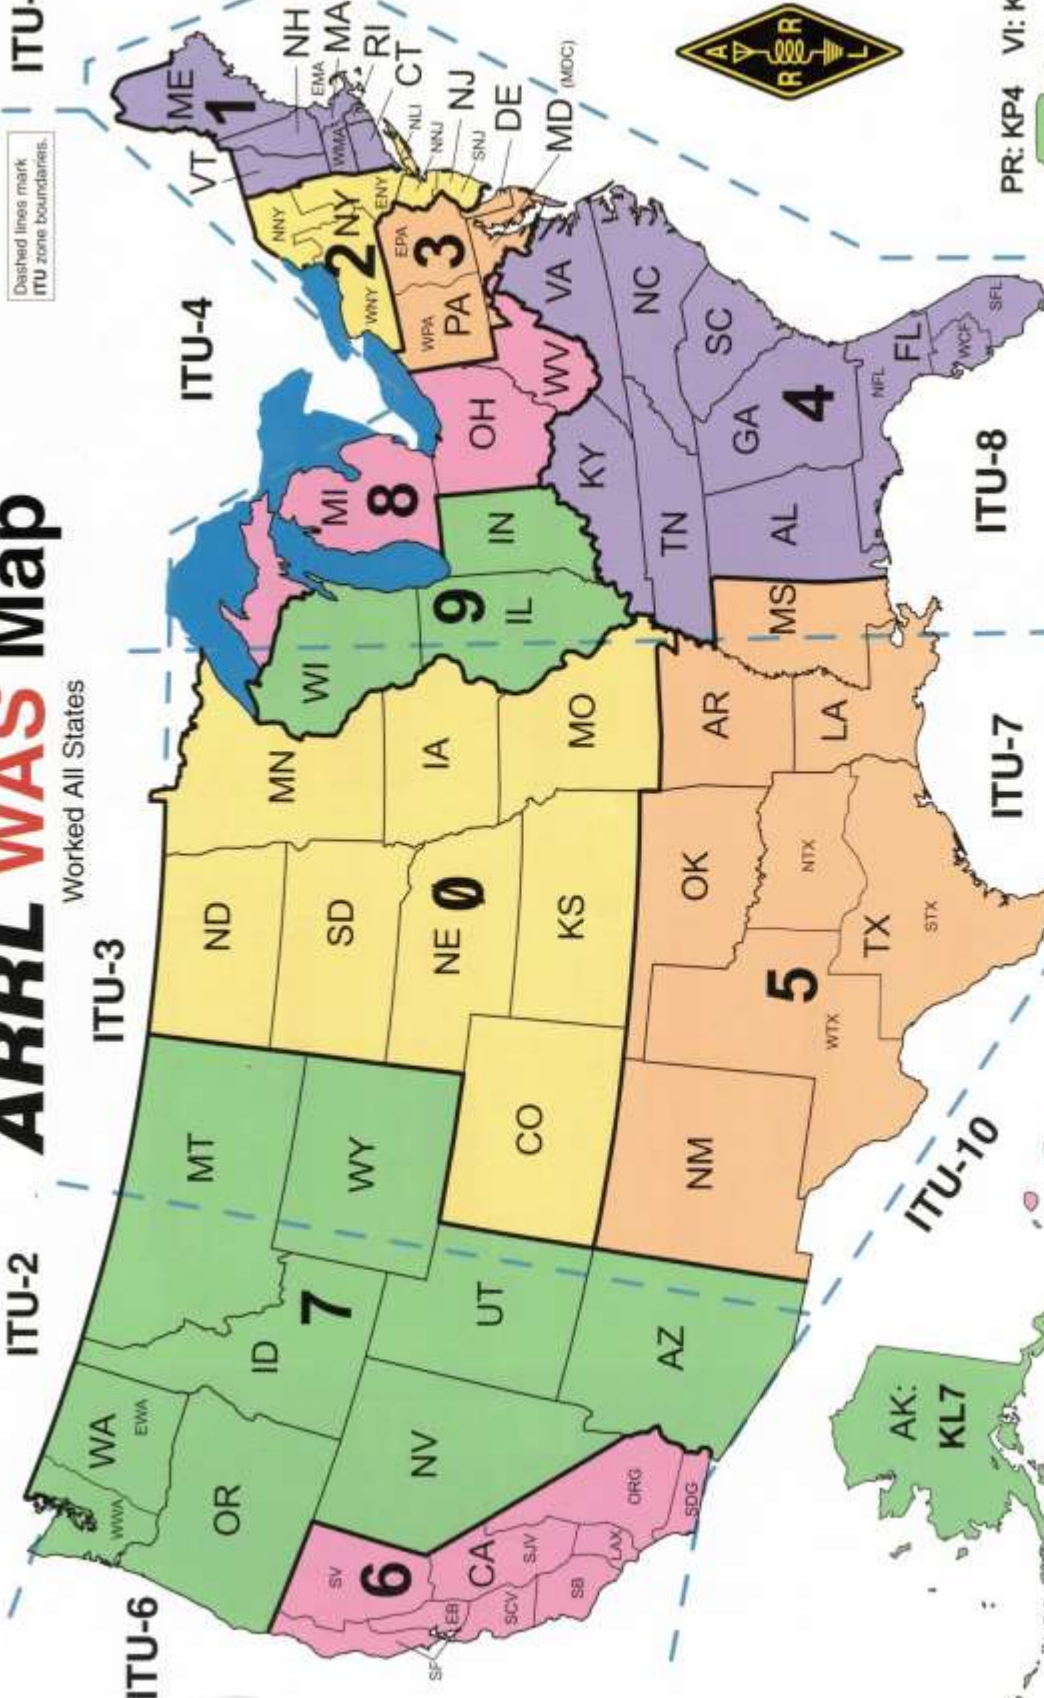 ARRL WAS Map
Worked All States
Dashed lines mark
ITU zone boundaries.
ITU-2
ITU-3
ITU-4
ITU-
ITU-6
WA
EWA
WWA
OR
ID
MT
WY
7
NV
UT
AZ
6
CA
SV
SF
EB
SCV
SJV
SB
LAX
ORG
SDG
ND
SD
NE
Ø
KS
CO
MN
IA
MO
NM
OK
TX
NTX
WTX
STX
5
AR
LA
MS
WI
IL
IN
9
MI
8
OH
WV
KY
TN
VA
NC
SC
GA
AL
4
FL
NFL
WCF
SFL
PA
WPA
EPA
3
NY
WNY
NNY
ENY
2
ME
1
VT
NH
EMA
MA
WMA
RI
CT
NLI
NNJ
NJ
SNJ
DE
MD (MDC)
A
R R
L
ITU-10
ITU-7
ITU-8
AK:
KL7
PR: KP4 VI: K